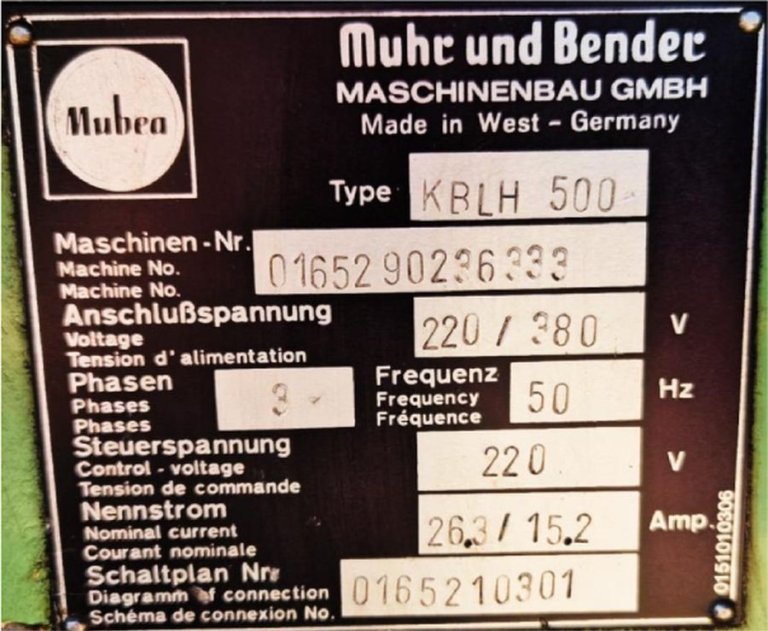 Mubea
Muhr und Bender
MASCHINENBAU GMBH
Made in West - Germany
Type KBLH 500
Maschinen-Nr. 01652 90236333
Machine No.
Machine No.
Anschlußspannung 220 / 380 V
Voltage
Tension d' alimentation
Phasen 3 Frequenz 50 Hz
Phases Frequency
Phases Fréquence
Steuerspannung 220 V
Control - voltage
Tension de commande
Nennstrom 26.3 / 15.2 Amp.
Nominal current
Courant nominale
Schaltplan Nr. 0165210301
Diagramm of connection
Schéma de connexion No.
0151010306